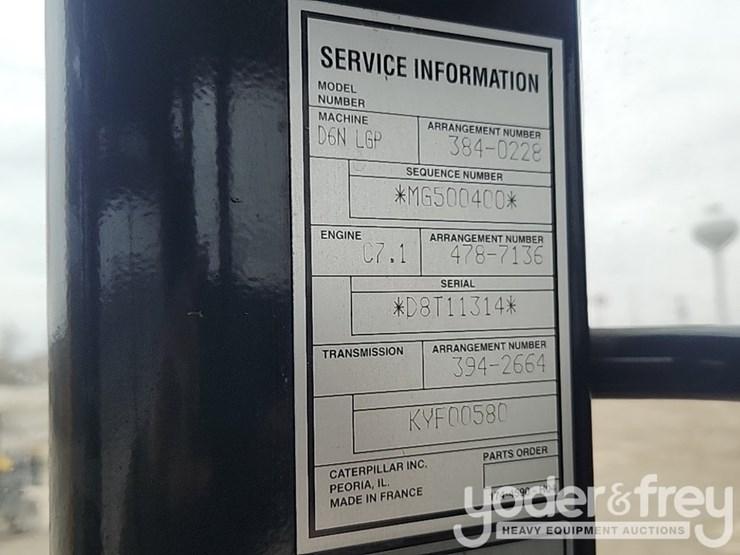 SERVICE INFORMATION
MODEL
NUMBER
MACHINE
D6N LGP
ARRANGEMENT NUMBER
384-0228
SEQUENCE NUMBER
*MG500400*
ENGINE
C7.1
ARRANGEMENT NUMBER
478-7136
SERIAL
*D8T11314*
TRANSMISSION
ARRANGEMENT NUMBER
394-2664
KYF00580
CATERPILLAR INC.
PEORIA, IL.
MADE IN FRANCE
PARTS ORDER
yoder&frey
HEAVY EQUIPMENT AUCTIONS